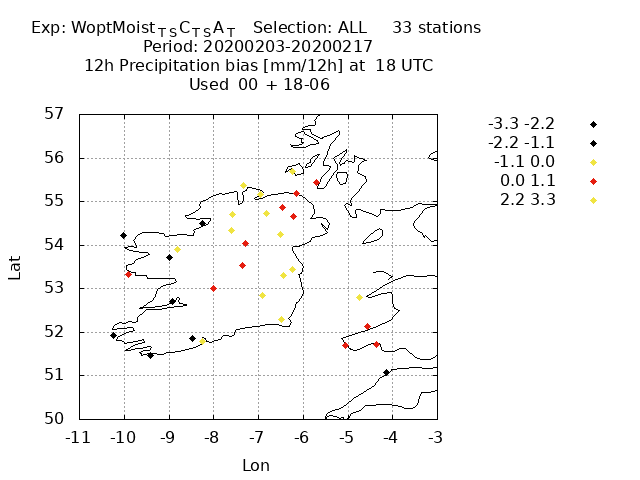 Exp: WoptMoist_TS C_TS A_T Selection: ALL 33 stations
Period: 20200203-20200217
12h Precipitation bias [mm/12h] at 18 UTC
Used 00 + 18-06
57
56
55
54
53
52
51
50
Lat
-11 -10 -9 -8 -7 -6 -5 -4 -3
Lon
-3.3 -2.2
-2.2 -1.1
-1.1 0.0
0.0 1.1
2.2 3.3